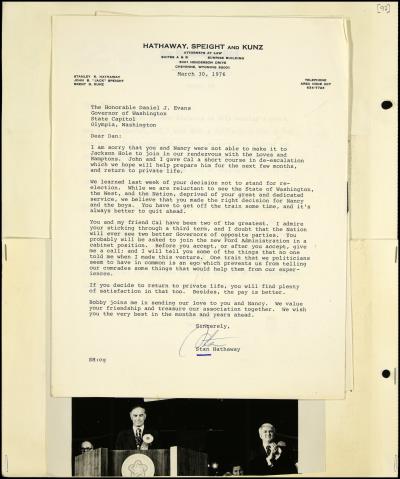 [93]
HATHAWAY, SPEIGHT AND KUNZ
ATTORNEYS AT LAW
SUITES A & B SUNRISE BUILDING
2001 HENDERSON DRIVE
CHEYENNE, WYOMING 82001
March 30, 1976
STANLEY K. HATHAWAY
JOHN B. "JACK" SPEIGHT
BRENT R. KUNZ
TELEPHONE
AREA CODE 307
634-7768
The Honorable Daniel J. Evans
Governor of Washington
State Capitol
Olympia, Washington
Dear Dan:
I am sorry that you and Nancy were not able to make it to
Jackson Hole to join in our rendezvous with the Loves and
Hamptons. John and I gave Cal a short course in de-escalation
which we hope will help prepare him for the next few months,
and return to private life.
We learned last week of your decision not to stand for re-
election. While we are reluctant to see the State of Washington,
the West, and the Nation, deprived of your great and dedicated
service, we believe that you made the right decision for Nancy
and the boys. You have to get off the train some time, and it's
always better to quit ahead.
You and my friend Cal have been two of the greatest. I admire
your sticking through a third term, and I doubt that the Nation
will ever see two better Governors of opposite parties. You
probably will be asked to join the new Ford Administration in a
cabinet position. Before you accept, or after you accept, give
me a call: and I will tell you some of the things that no one
told me when I made this venture. One trait that we politicians
seem to have in common is an ego which prevents us from telling
our comrades some things that would help them from our exper-
iences.
If you decide to return to private life, you will find plenty
of satisfaction in that too. Besides, the pay is better.
Bobby joins me in sending our love to you and Nancy. We value
your friendship and treasure our association together. We wish
you the very best in the months and years ahead.
Sincerely,
Stan
Stan Hathaway
SH:og